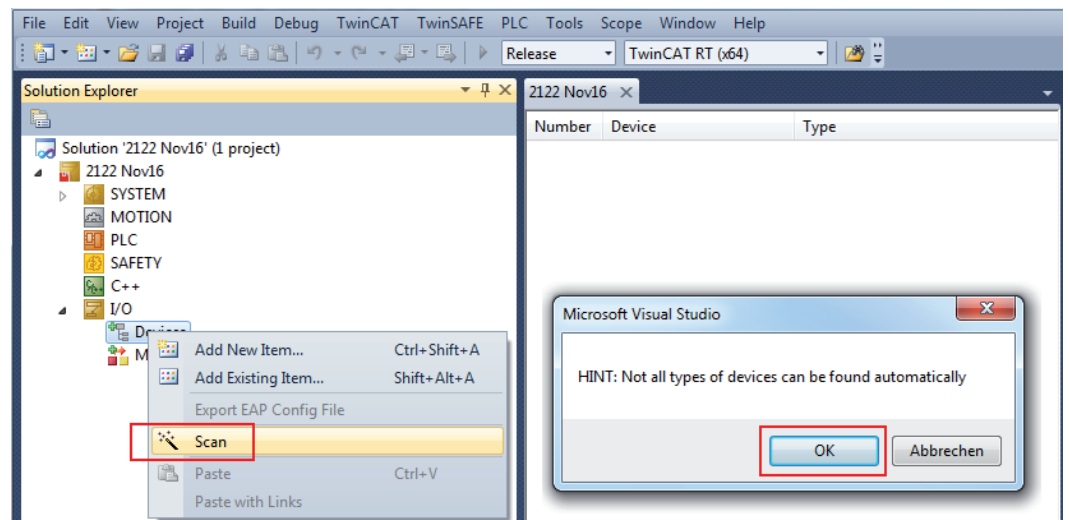 File Edit View Project Build Debug TwinCAT TwinSAFE PLC Tools Scope Window Help
Release TwinCAT RT (x64)
Solution Explorer
2122 Nov16
Number Device Type
Solution '2122 Nov16' (1 project)
2122 Nov16
SYSTEM
MOTION
PLC
SAFETY
C++
I/O
Devices
M
Add New Item... Ctrl+Shift+A
Add Existing Item... Shift+Alt+A
Export EAP Config File
Scan
Paste Ctrl+V
Paste with Links
Microsoft Visual Studio
HINT: Not all types of devices can be found automatically
OK Abbrechen